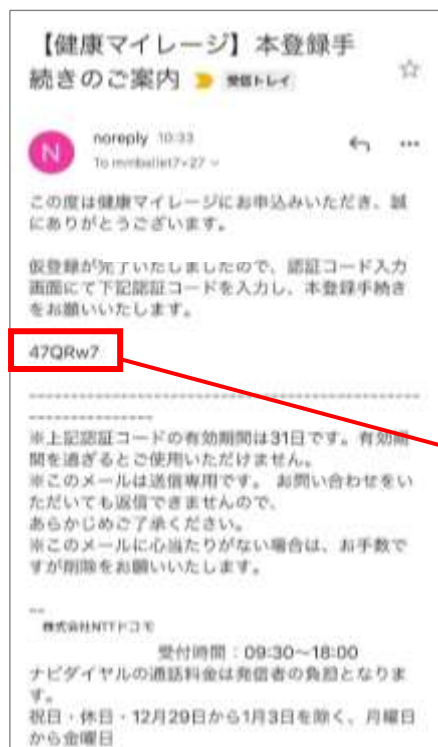 【健康マイレージ】本登録手
続きのご案内 受信トレイ
N
noreply 10:33
To mmballet7+27
この度は健康マイレージにお申込みいただき、誠
にありがとうございます。
仮登録が完了いたしましたので、認証コード入力
画面にて下記認証コードを入力し、本登録手続き
をお願いいたします。
47QRw7
--------------------------------------------------
----------------
※上記認証コードの有効期間は31日です。有効期
間を過ぎるとご使用いただけません。
※このメールは送信専用です。 お問い合わせをい
ただいても返信できませんので、
あらかじめご了承ください。
※このメールに心当たりがない場合は、お手数で
すが削除をお願いいたします。
--
株式会社NTTドコモ
受付時間：09:30～18:00
ナビダイヤルの通話料金は発信者の負担となりま
す。
祝日・休日・12月29日から1月3日を除く、月曜日
から金曜日